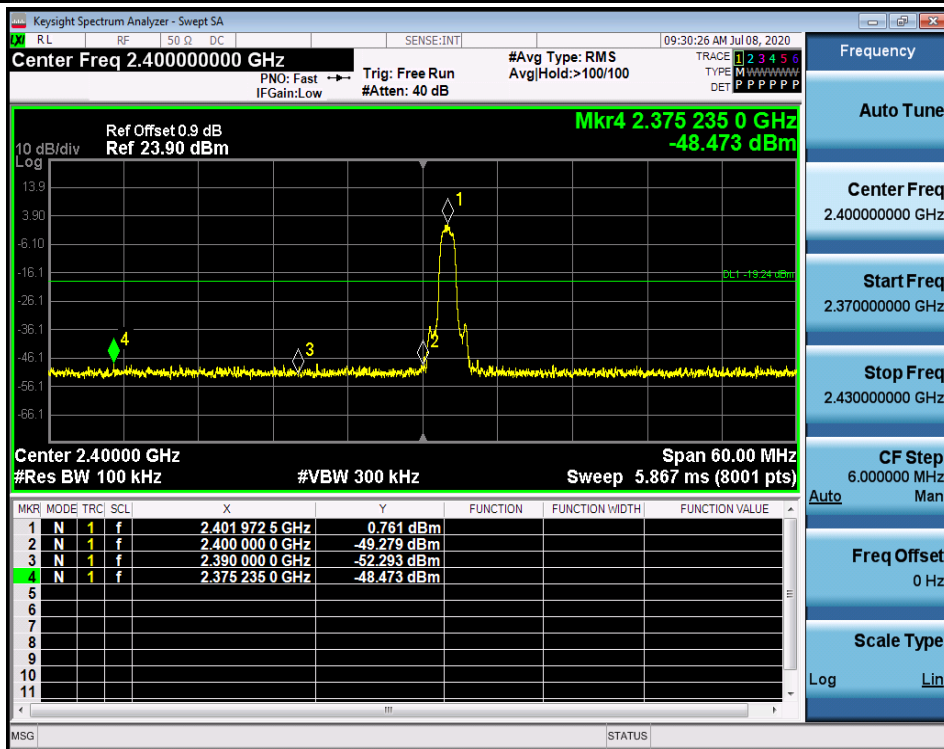 Keysight Spectrum Analyzer - Swept SA
LXI RL RF 50 Ω DC SENSE:INT 09:30:26 AM Jul 08, 2020
Center Freq 2.400000000 GHz
PNO: Fast
IFGain:Low
Trig: Free Run
#Atten: 40 dB
#Avg Type: RMS
Avg|Hold:>100/100
TRACE 1 2 3 4 5 6
TYPE M W W W W W
DET P P P P P P
Mkr4 2.375 235 0 GHz
-48.473 dBm
Ref Offset 0.9 dB
10 dB/div Ref 23.90 dBm
Log
13.9
3.90
-6.10
-16.1
-26.1
-36.1
-46.1
-56.1
-66.1
1
DL1 -19.24 dBm
4
3
2
Center 2.40000 GHz Span 60.00 MHz
#Res BW 100 kHz #VBW 300 kHz Sweep 5.867 ms (8001 pts)
MKR MODE TRC SCL X Y FUNCTION FUNCTION WIDTH FUNCTION VALUE
1 N 1 f 2.401 972 5 GHz 0.761 dBm
2 N 1 f 2.400 000 0 GHz -49.279 dBm
3 N 1 f 2.390 000 0 GHz -52.293 dBm
4 N 1 f 2.375 235 0 GHz -48.473 dBm
5
6
7
8
9
10
11
MSG STATUS
Frequency
Auto Tune
Center Freq
2.400000000 GHz
Start Freq
2.370000000 GHz
Stop Freq
2.430000000 GHz
CF Step
6.000000 MHz
Auto Man
Freq Offset
0 Hz
Scale Type
Log Lin